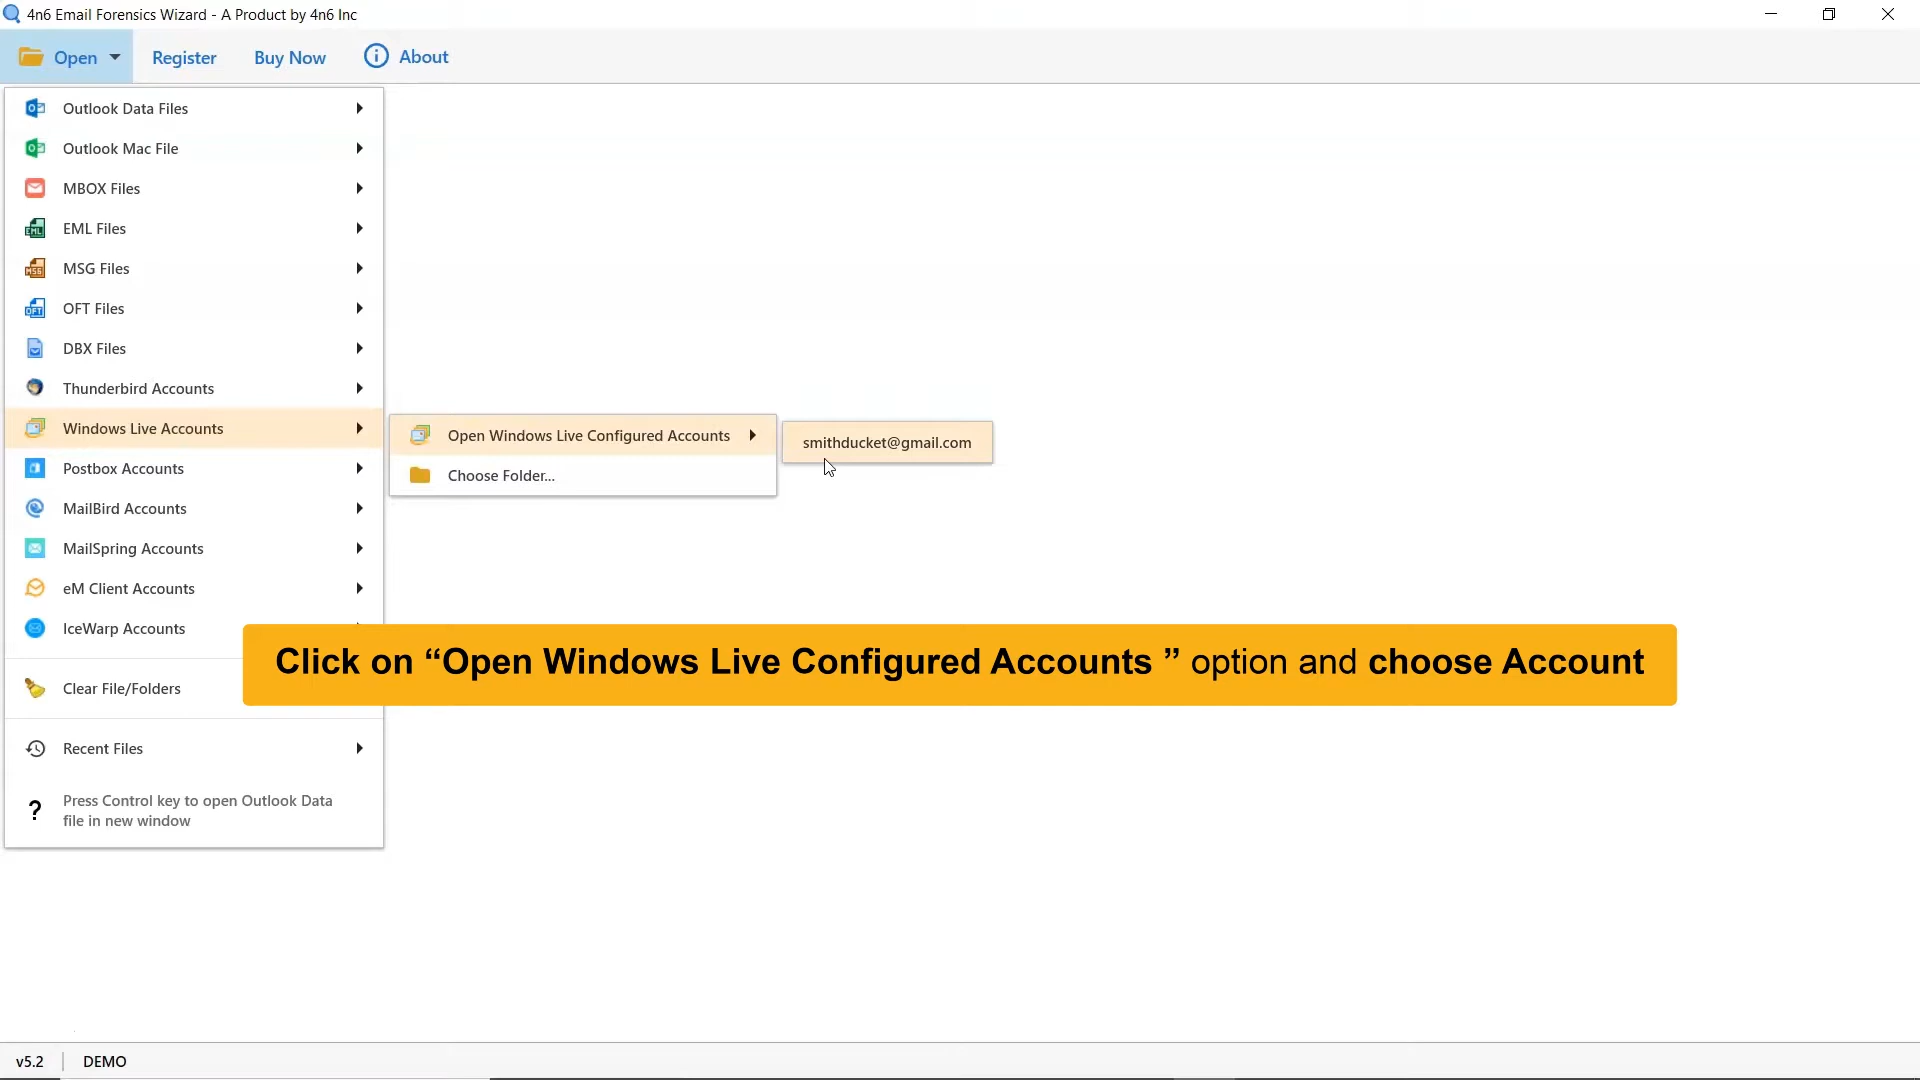 4n6 Email Forensics Wizard - A Product by 4n6 Inc
Open Register Buy Now About
Outlook Data Files
Outlook Mac File
MBOX Files
EML Files
MSG Files
OFT Files
DBX Files
Thunderbird Accounts
Windows Live Accounts
Open Windows Live Configured Accounts
smithducket@gmail.com
Choose Folder...
Postbox Accounts
MailBird Accounts
MailSpring Accounts
eM Client Accounts
IceWarp Accounts
Click on “Open Windows Live Configured Accounts ” option and choose Account
Clear File/Folders
Recent Files
? Press Control key to open Outlook Data
file in new window
v5.2 DEMO